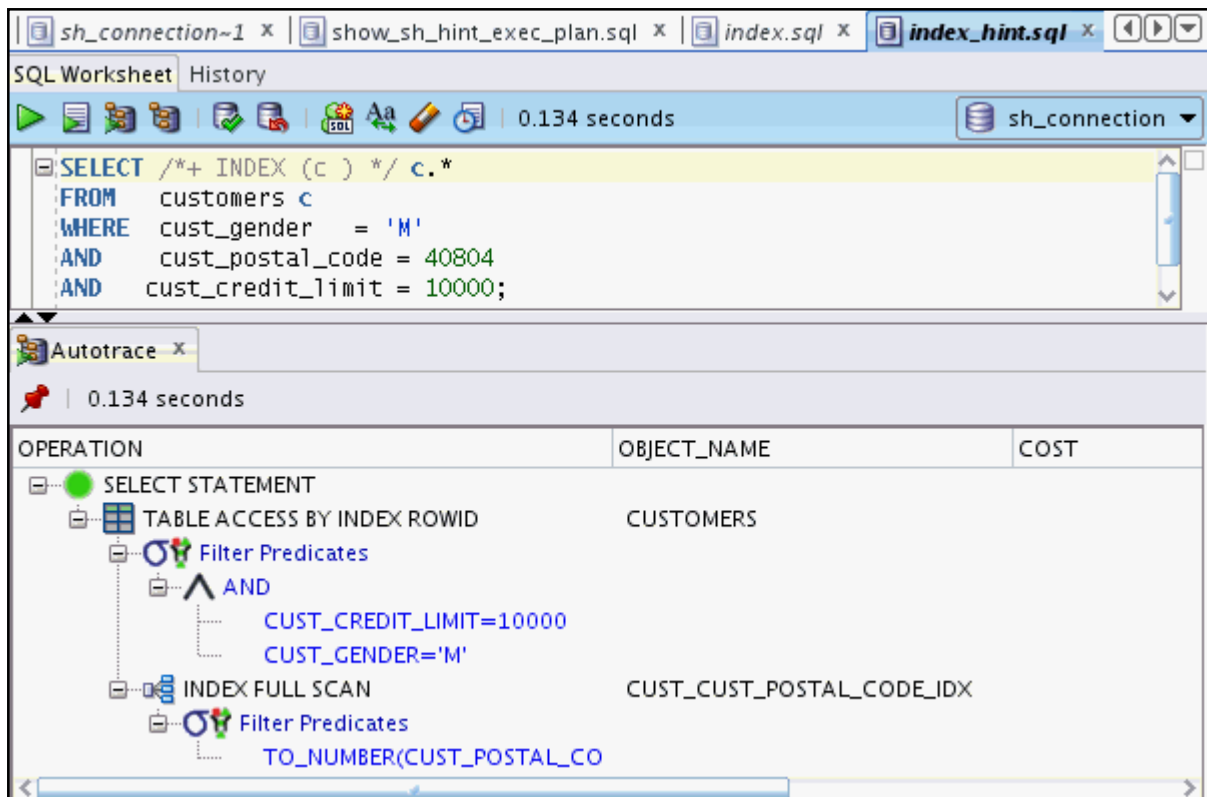 sh_connection~1 x show_sh_hint_exec_plan.sql x index.sql x index_hint.sql x
SQL Worksheet History
0.134 seconds sh_connection
SELECT /*+ INDEX (c ) */ c.*
FROM customers c
WHERE cust_gender = 'M'
AND cust_postal_code = 40804
AND cust_credit_limit = 10000;
Autotrace x
0.134 seconds
OPERATION OBJECT_NAME COST
SELECT STATEMENT
TABLE ACCESS BY INDEX ROWID CUSTOMERS
Filter Predicates
AND
CUST_CREDIT_LIMIT=10000
CUST_GENDER='M'
INDEX FULL SCAN CUST_CUST_POSTAL_CODE_IDX
Filter Predicates
TO_NUMBER(CUST_POSTAL_CO